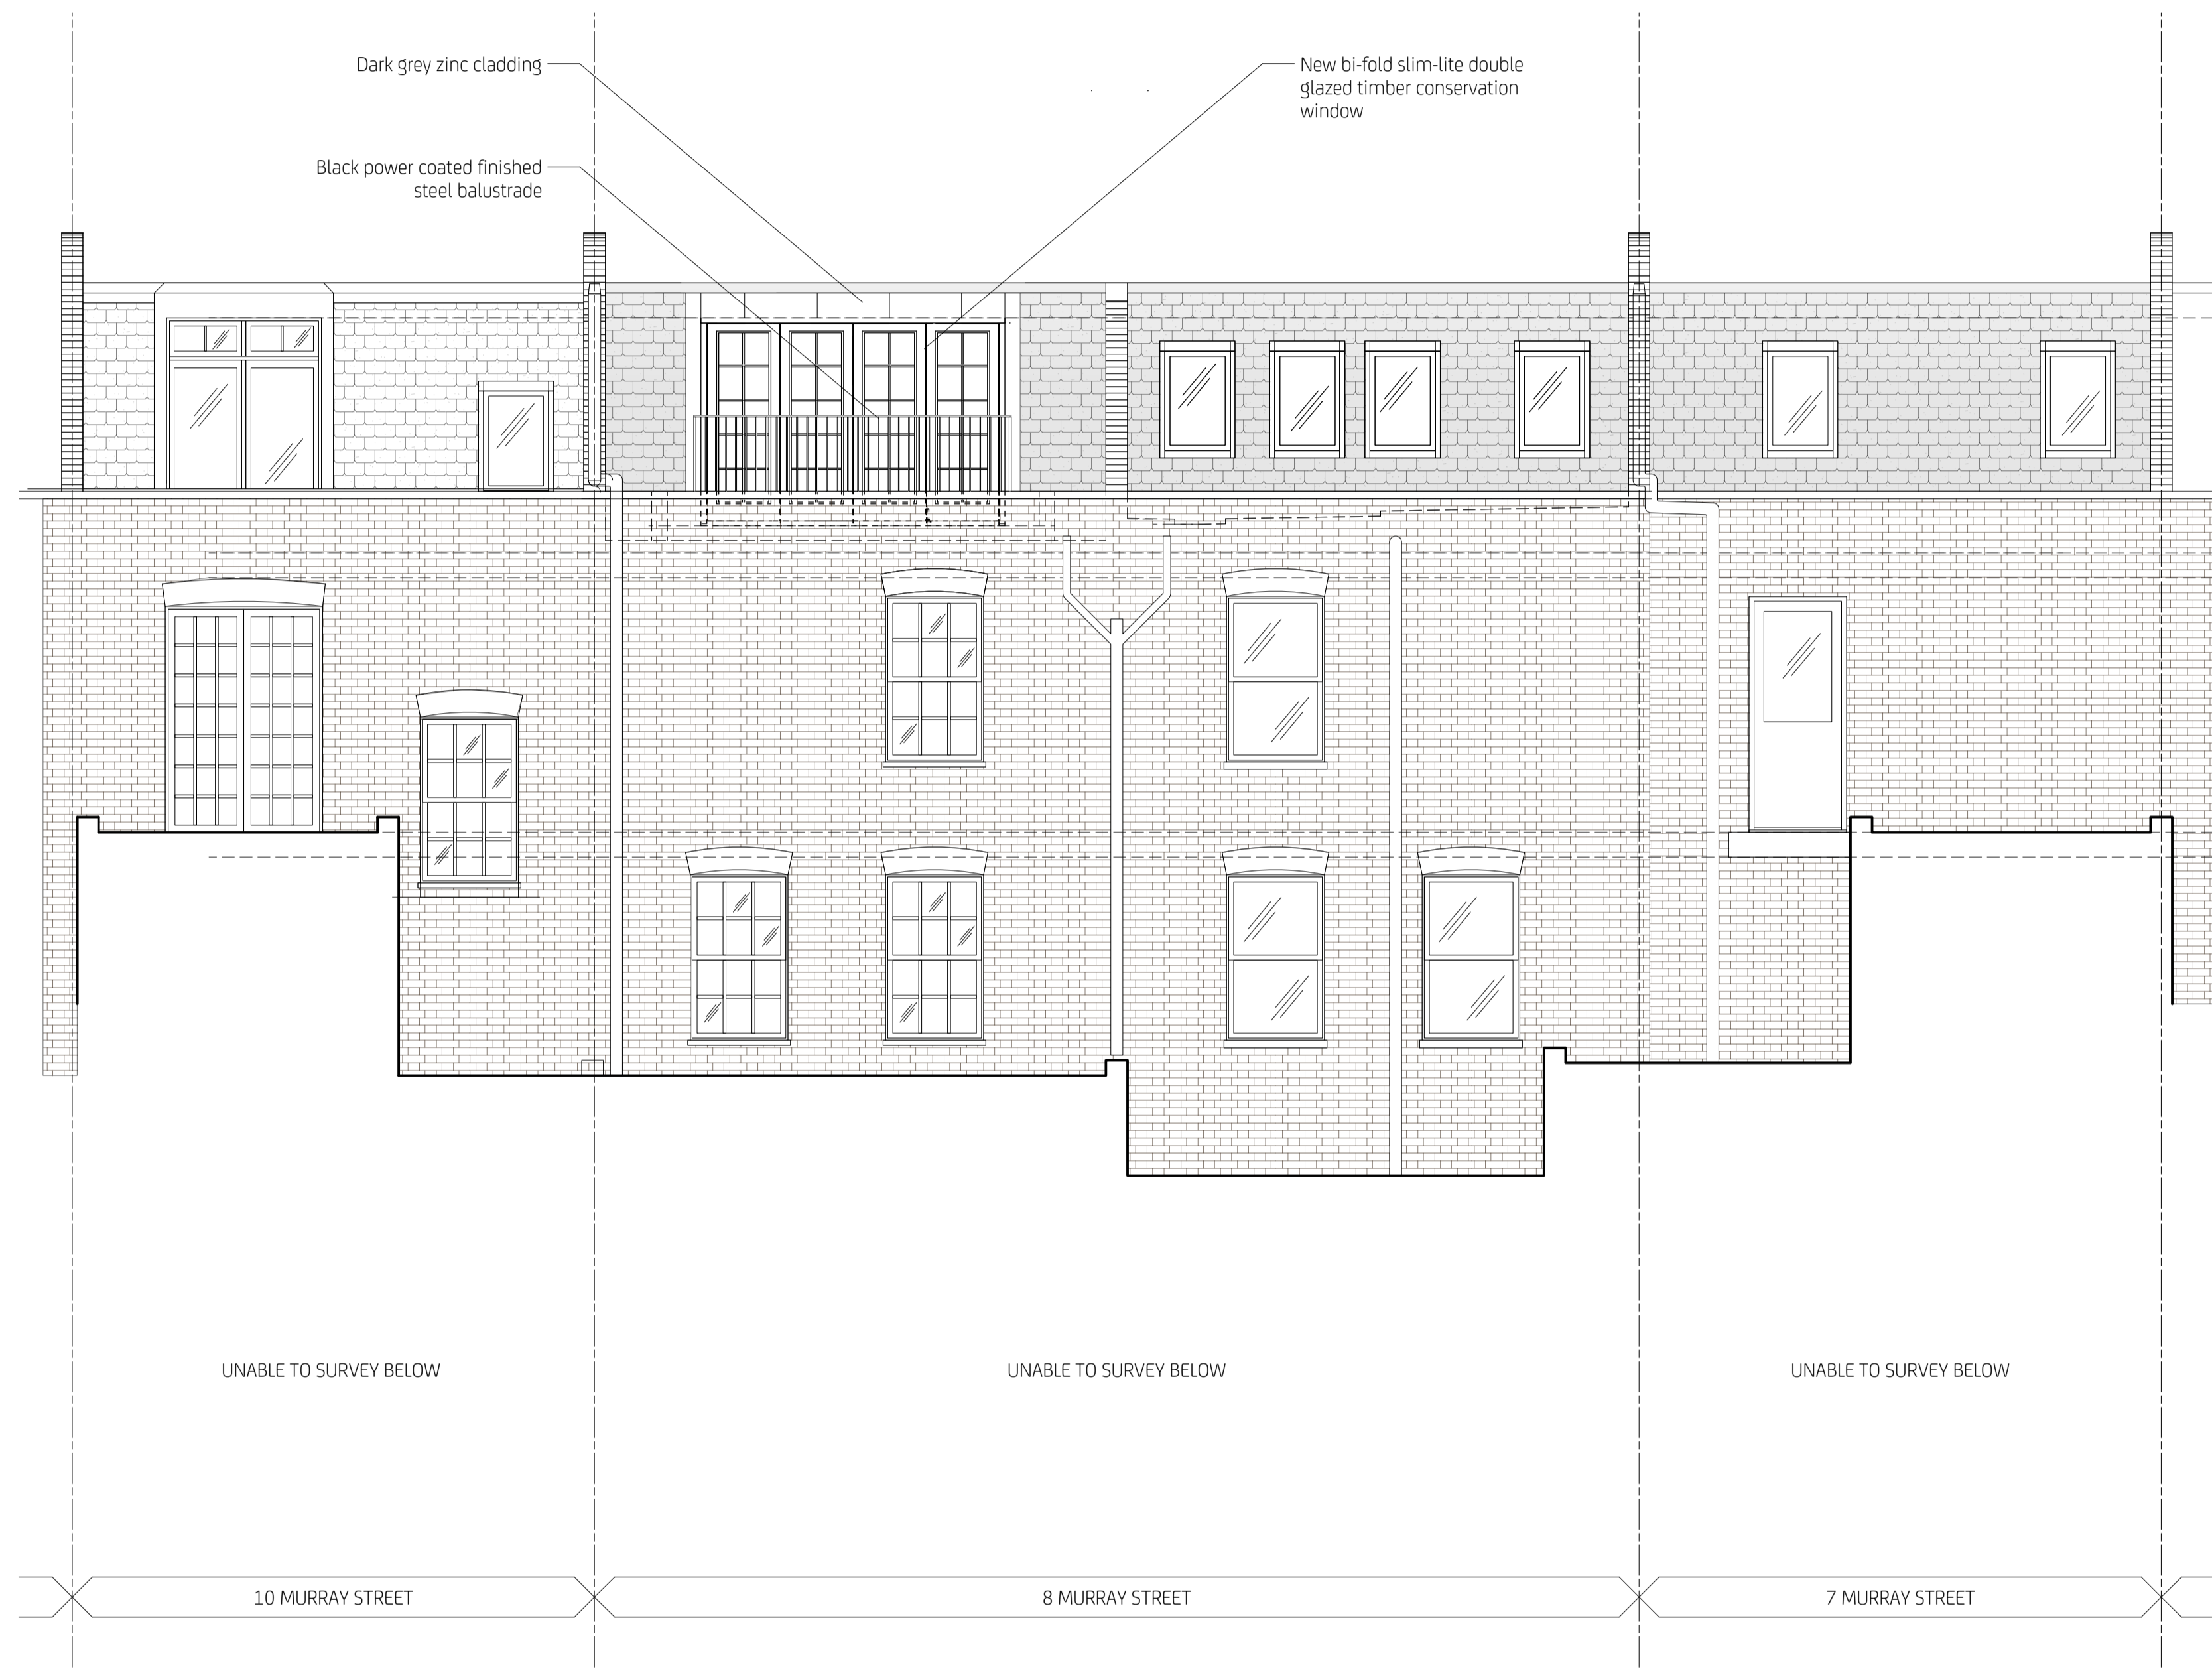 Dark grey zinc cladding
New bi-fold slim-lite double
glazed timber conservation
window
Black power coated finished
steel balustrade
UNABLE TO SURVEY BELOW
UNABLE TO SURVEY BELOW
UNABLE TO SURVEY BELOW
10 MURRAY STREET
8 MURRAY STREET
7 MURRAY STREET